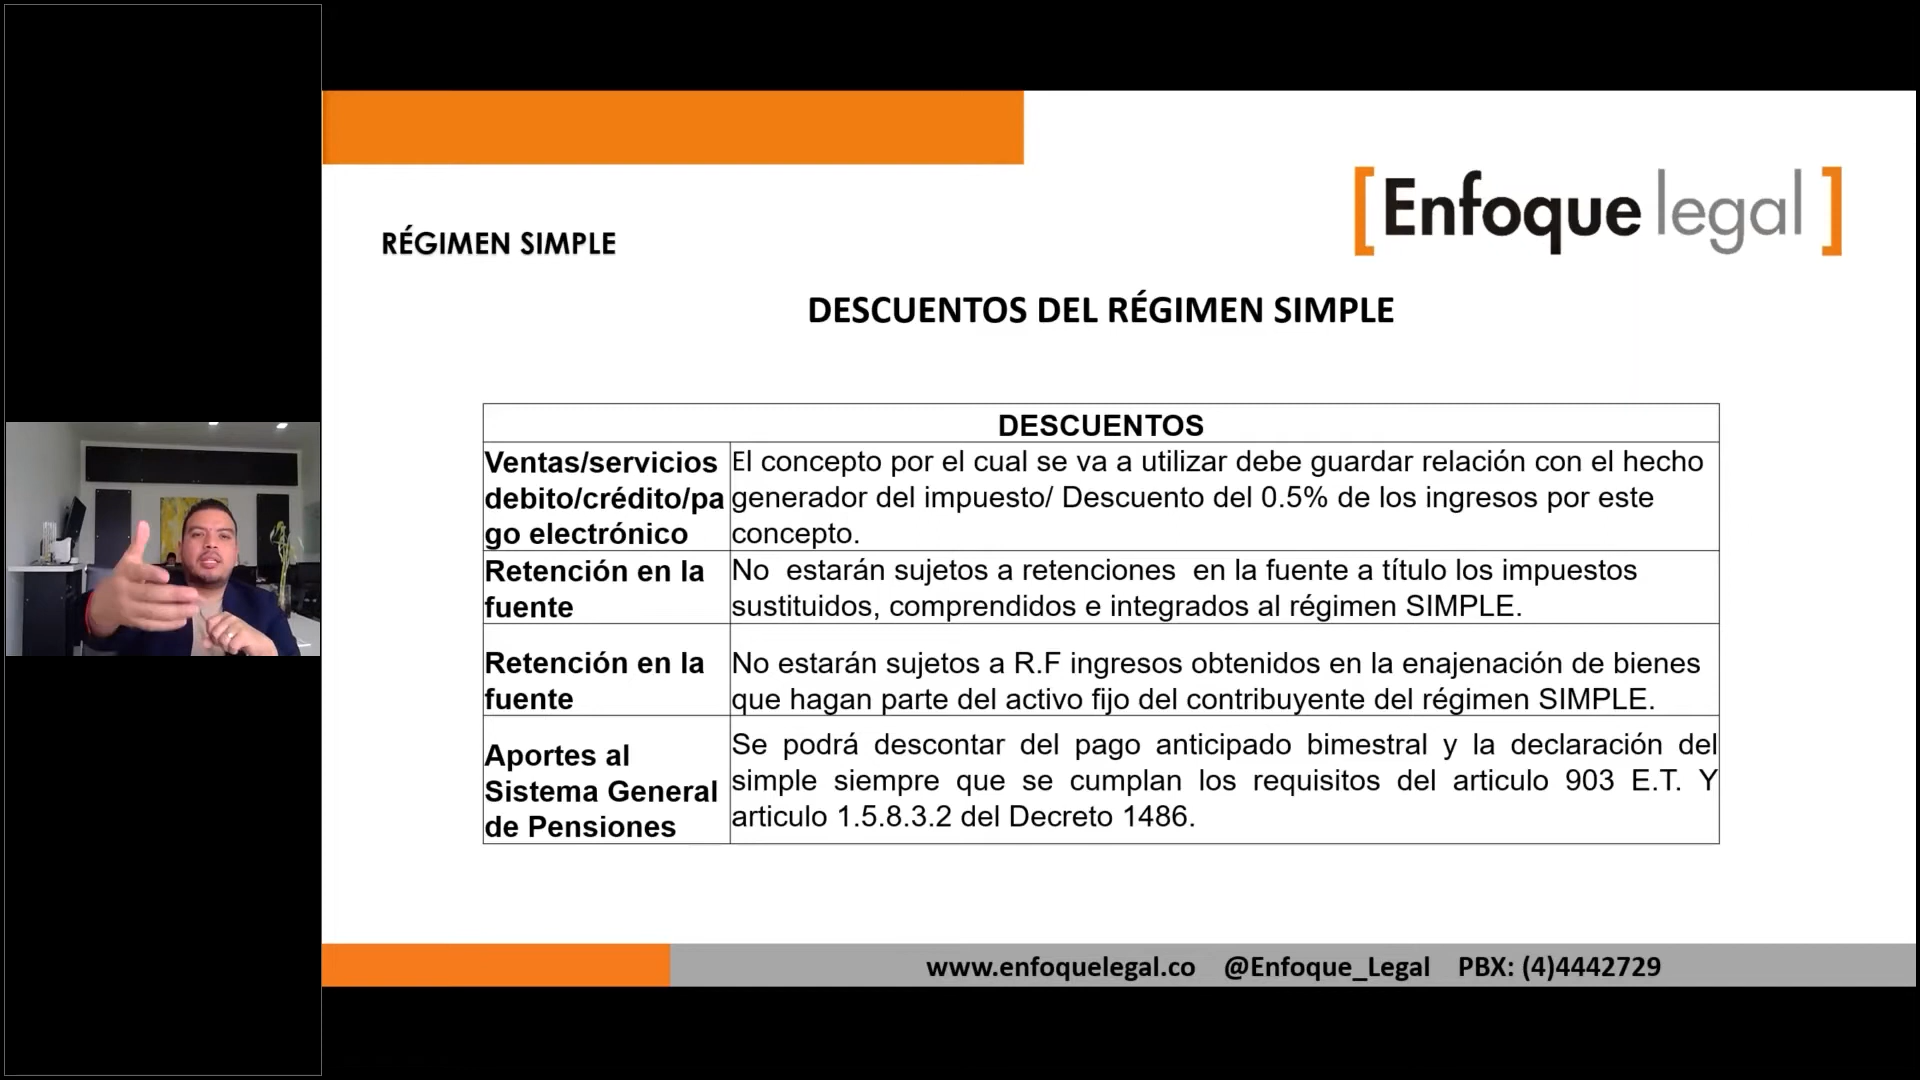 [Enfoque legal]
RÉGIMEN SIMPLE
DESCUENTOS DEL RÉGIMEN SIMPLE
DESCUENTOS
Ventas/servicios
debito/crédito/pa
go electrónico
El concepto por el cual se va a utilizar debe guardar relación con el hecho
generador del impuesto/ Descuento del 0.5% de los ingresos por este
concepto.
Retención en la
fuente
No estarán sujetos a retenciones en la fuente a título los impuestos
sustituidos, comprendidos e integrados al régimen SIMPLE.
Retención en la
fuente
No estarán sujetos a R.F ingresos obtenidos en la enajenación de bienes
que hagan parte del activo fijo del contribuyente del régimen SIMPLE.
Aportes al
Sistema General
de Pensiones
Se podrá descontar del pago anticipado bimestral y la declaración del
simple siempre que se cumplan los requisitos del articulo 903 E.T. Y
articulo 1.5.8.3.2 del Decreto 1486.
www.enfoquelegal.co @Enfoque_Legal PBX: (4)4442729